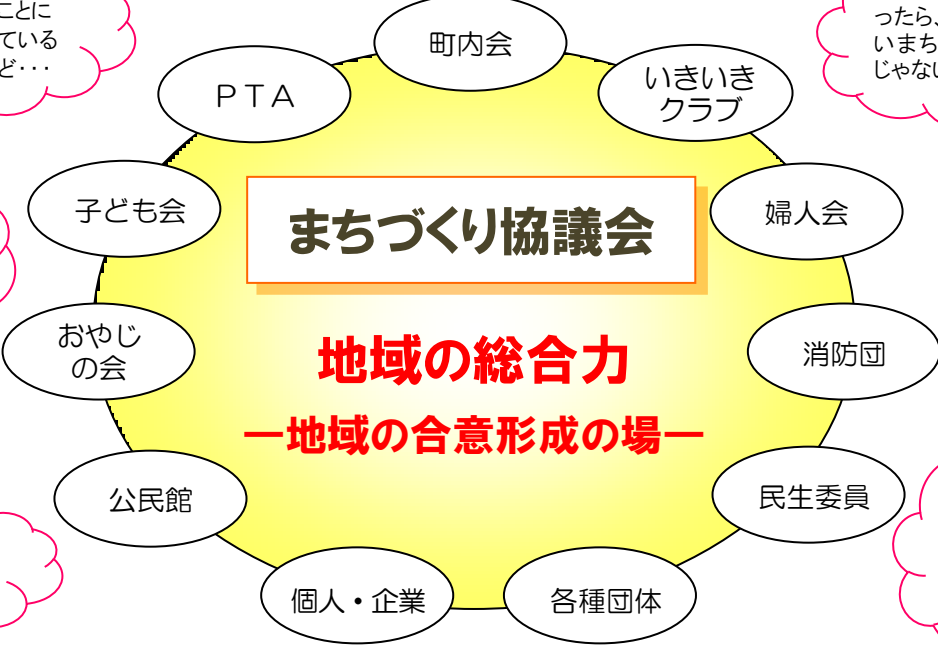 ことに
ている
ど・・・
ったら、
いまち
じゃない
町内会
PTA
いきいき
クラブ
子ども会
婦人会
まちづくり協議会
おやじ
の会
地域の総合力
消防団
―地域の合意形成の場―
公民館
民生委員
個人・企業
各種団体